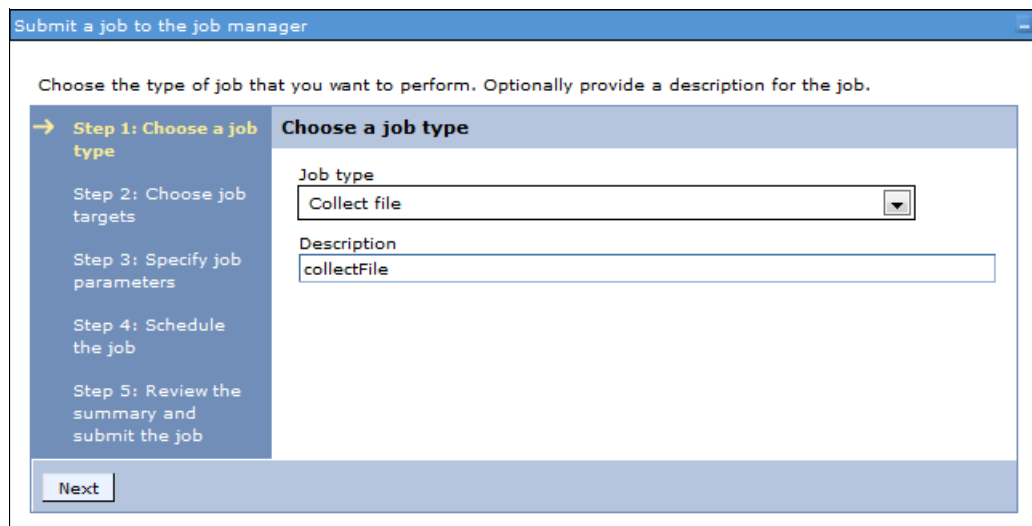 Submit a job to the job manager
Choose the type of job that you want to perform. Optionally provide a description for the job.
Step 1: Choose a job
type
Step 2: Choose job
targets
Step 3: Specify job
parameters
Step 4: Schedule
the job
Step 5: Review the
summary and
submit the job
Choose a job type
Job type
Collect file
Description
collectFile
Next